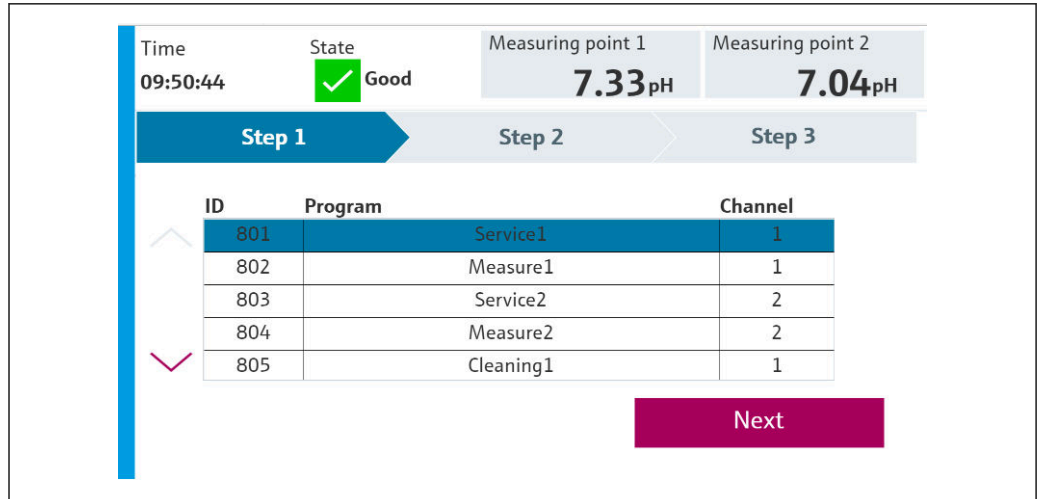 Time State Measuring point 1 Measuring point 2
09:50:44 Good 7.33pH 7.04pH
Step 1 Step 2 Step 3
ID Program Channel
801 Service1 1
802 Measure1 1
803 Service2 2
804 Measure2 2
805 Cleaning1 1
Next